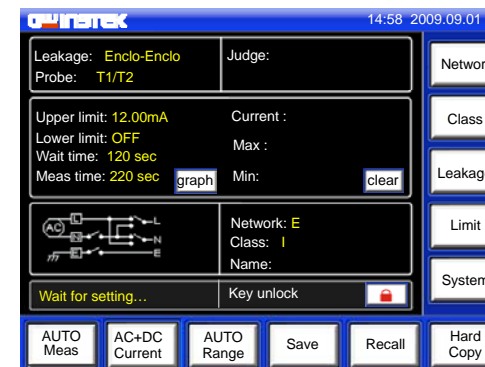 GWINSTEK
14:58 2009.09.01
Leakage: Enclo-Enclo
Probe: T1/T2
Judge:
Upper limit: 12.00mA
Lower limit: OFF
Wait time: 120 sec
Meas time: 220 sec
graph
Current :
Max :
Min:
clear
AC
L
N
E
L
N
E
Network: E
Class: I
Name:
Wait for setting...
Key unlock
Networ
Class
Leakag
Limit
System
AUTO
Meas
AC+DC
Current
AUTO
Range
Save
Recall
Hard
Copy